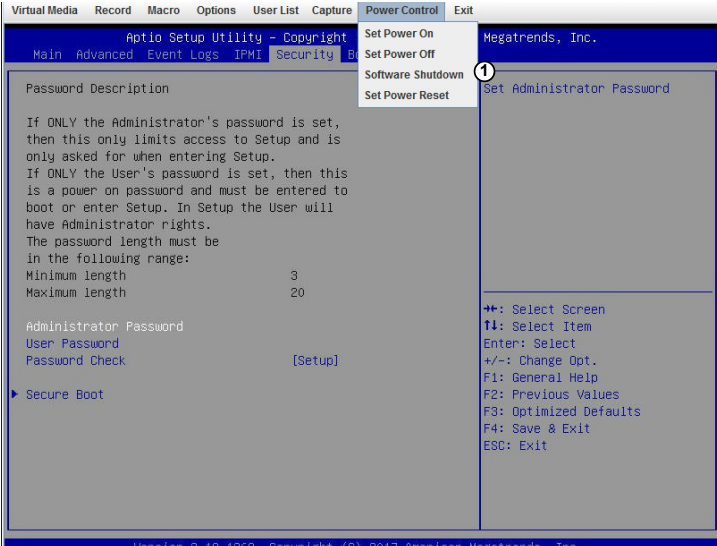 Virtual Media Record Macro Options User List Capture Power Control Exit
Set Power On
Set Power Off
Software Shutdown
Set Power Reset
1
Aptio Setup Utility – Copyright Megatrends, Inc.
Main Advanced Event Logs IPMI Security
Password Description
If ONLY the Administrator's password is set,
then this only limits access to Setup and is
only asked for when entering Setup.
If ONLY the User's password is set, then this
is a power on password and must be entered to
boot or enter Setup. In Setup the User will
have Administrator rights.
The password length must be
in the following range:
Minimum length 3
Maximum length 20
Administrator Password
User Password
Password Check [Setup]
Secure Boot
Set Administrator Password
→←: Select Screen
↑↓: Select Item
Enter: Select
+/-: Change Opt.
F1: General Help
F2: Previous Values
F3: Optimized Defaults
F4: Save & Exit
ESC: Exit